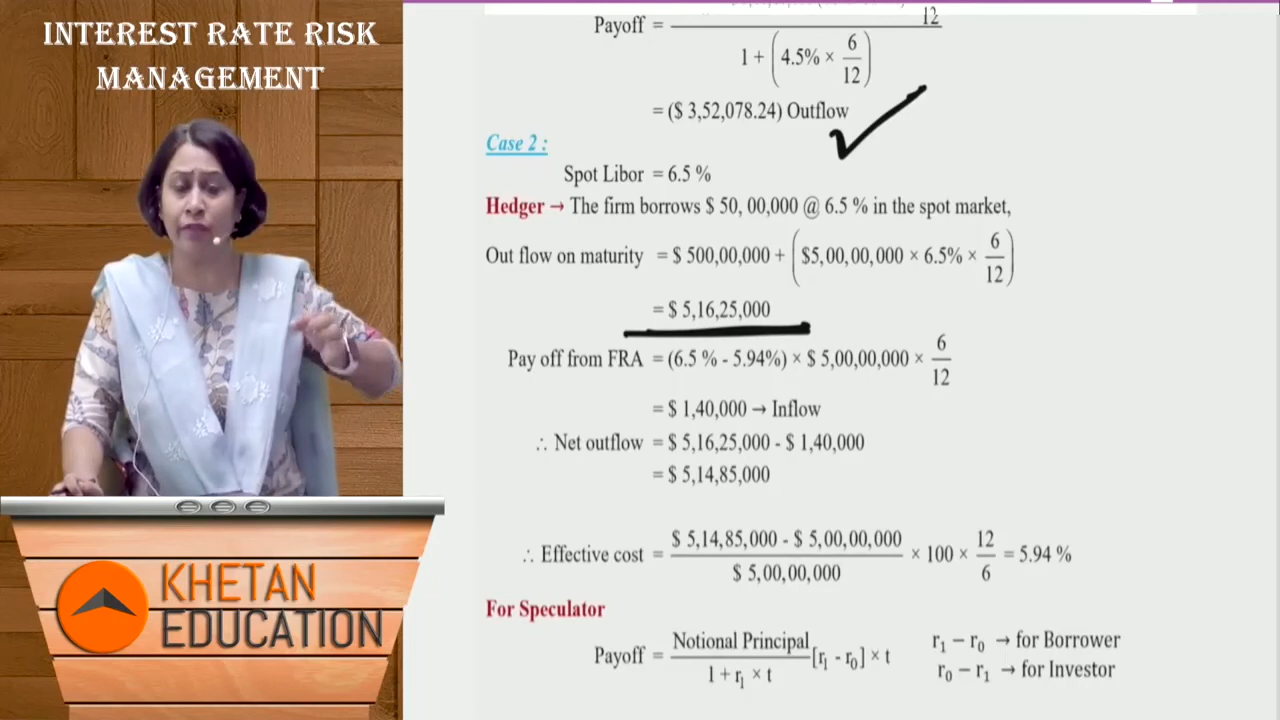 INTEREST RATE RISK
MANAGEMENT
KHETAN
EDUCATION
12
Payoff =
1 + ( 4.5% × 6/12 )
= ($ 3,52,078.24) Outflow
Case 2 :
Spot Libor = 6.5 %
Hedger → The firm borrows $ 50, 00,000 @ 6.5 % in the spot market,
Out flow on maturity = $ 500,00,000 + ( $5,00,00,000 × 6.5% × 6/12 )
= $ 5,16,25,000
Pay off from FRA = (6.5 % - 5.94%) × $ 5,00,00,000 × 6/12
= $ 1,40,000 → Inflow
∴ Net outflow = $ 5,16,25,000 - $ 1,40,000
= $ 5,14,85,000
∴ Effective cost = $ 5,14,85,000 - $ 5,00,00,000 / $ 5,00,00,000 × 100 × 12/6 = 5.94 %
For Speculator
Payoff = Notional Principal / 1 + r₁ × t [r₁ - r₀] × t
r₁ – r₀ → for Borrower
r₀ – r₁ → for Investor